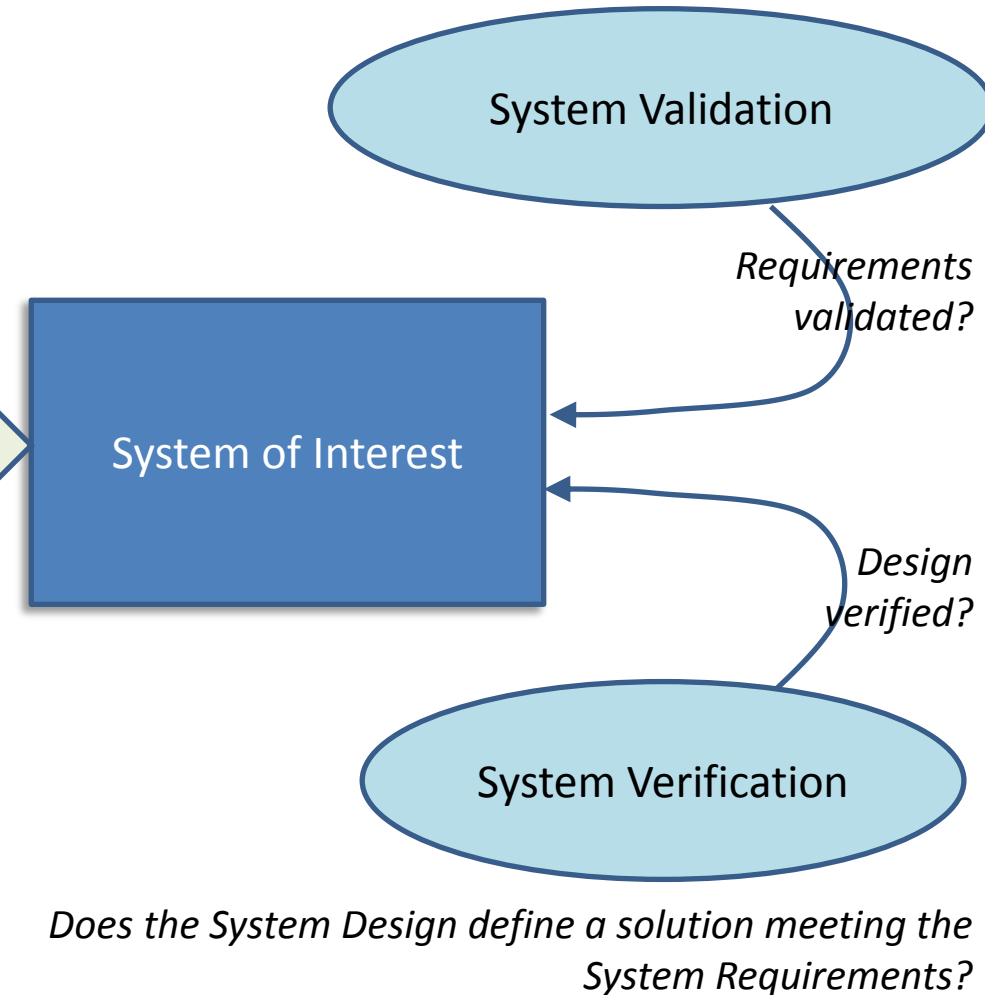 System Validation
Requirements
validated?
System of Interest
Design
verified?
System Verification
Does the System Design define a solution meeting the
System Requirements?